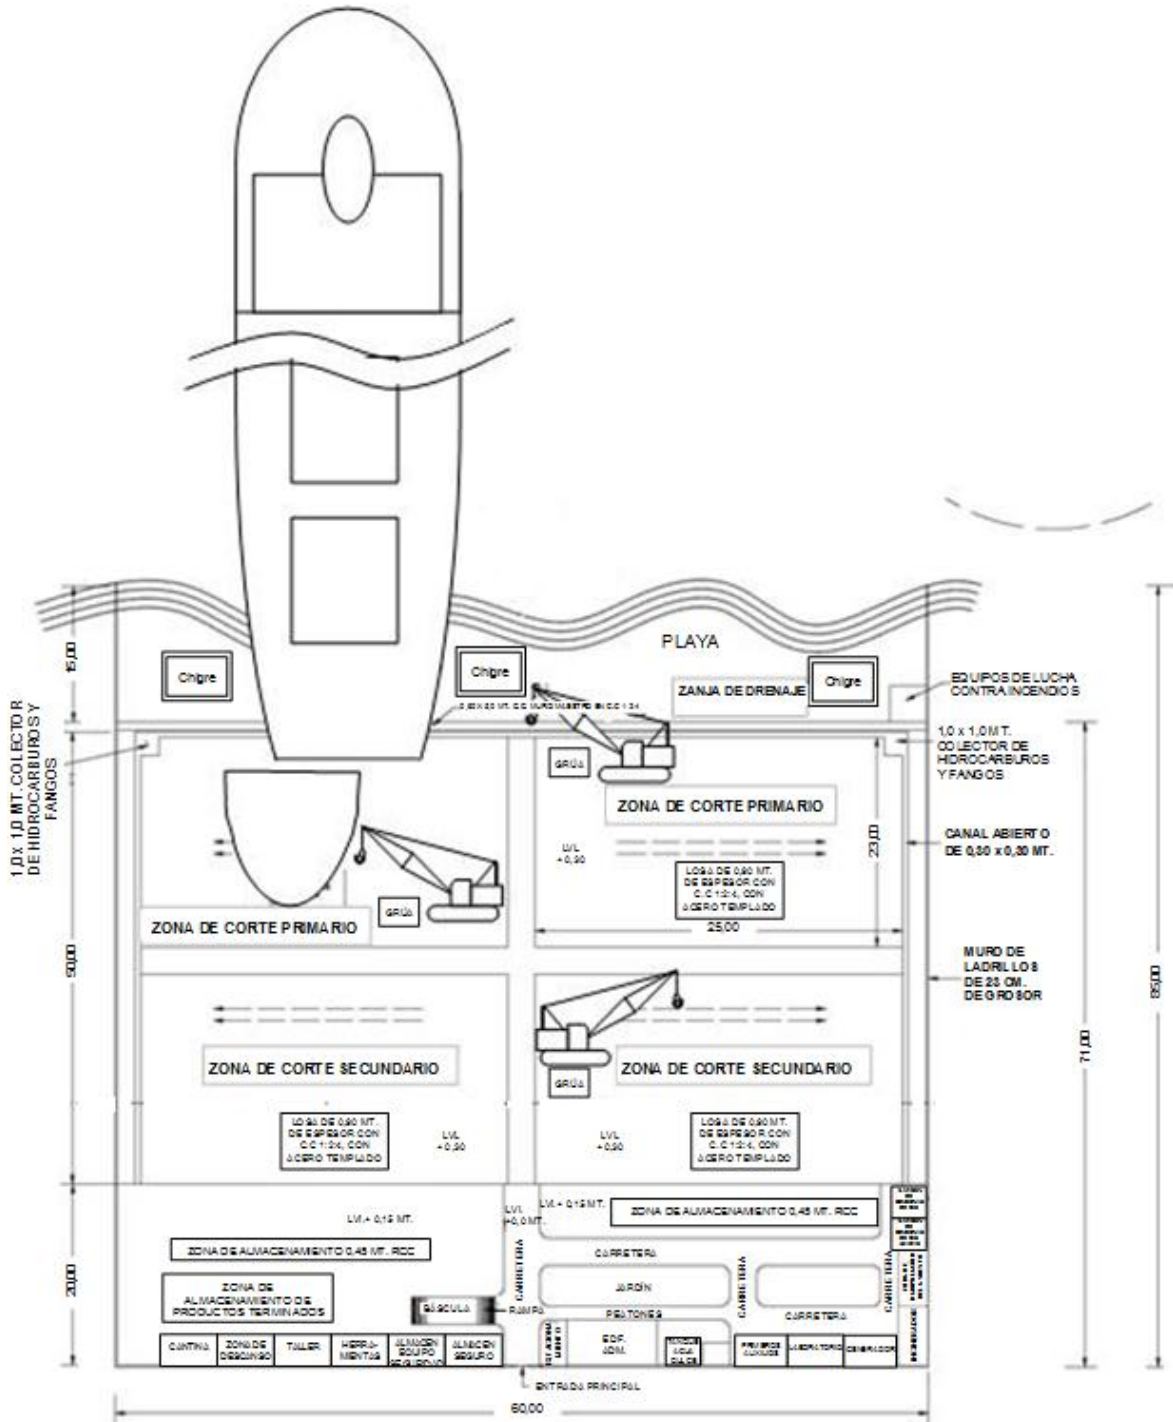 PLAYA
15,00
Chigre
Chigre
Chigre
ZANJA DE DRENAJE
EQUIPOS DE LUCHA
CONTRA INCENDIOS
1,0 x 1,0 MT. COLECTOR
DE HIDROCARBUROS Y
FANGOS
1,0 x 1,0 MT.
COLECTOR DE
HIDROCARBUROS
Y FANGOS
GRÚA
ZONA DE CORTE PRIMARIO
23,00
CANAL ABIERTO
DE 0,30 x 0,30 MT.
LVL
+ 0,30
LOSA DE 0,80 MT.
DE ESPESOR CON
C.C 1:2:4, CON
ACERO TEMPLADO
25,00
GRÚA
ZONA DE CORTE PRIMARIO
50,00
MURO DE
LADRILLOS
DE 23 CM.
DE GROSOR
85,00
71,00
ZONA DE CORTE SECUNDARIO
GRÚA
ZONA DE CORTE SECUNDARIO
LOSA DE 0,80 MT.
DE ESPESOR CON
C.C 1:2:4, CON
ACERO TEMPLADO
LVL
+ 0,30
LVL
+ 0,30
LOSA DE 0,80 MT.
DE ESPESOR CON
C.C 1:2:4, CON
ACERO TEMPLADO
20,00
LVL + 0,15 MT.
LVL
+0,0 MT.
LVL + 0,15 MT.
ZONA DE ALMACENAMIENTO 0,45 MT. RCC
ZONA DE ALMACENAMIENTO 0,45 MT. RCC
CARRETERA
CARRETERA
CARRETERA
CARRETERA
ZONA DE
ALMACENAMIENTO DE
PRODUCTOS TERMINADOS
JARDÍN
BÁSCULA
RAMPA
PEATONES
CARRETERA
CANTINA
ZONA DE
DESCANSO
TALLER
HERRA-
MIENTAS
ALMACEN
EQUIPO
SEGURIDAD
ALMACEN
SEGURO
EDF.
ADM.
TANQUE
AGUA
DULCE
PRIMEROS
AUXILIOS
LABORATORIO
GENERADOR
INCINERADOR
ENTRADA PRINCIPAL
60,00